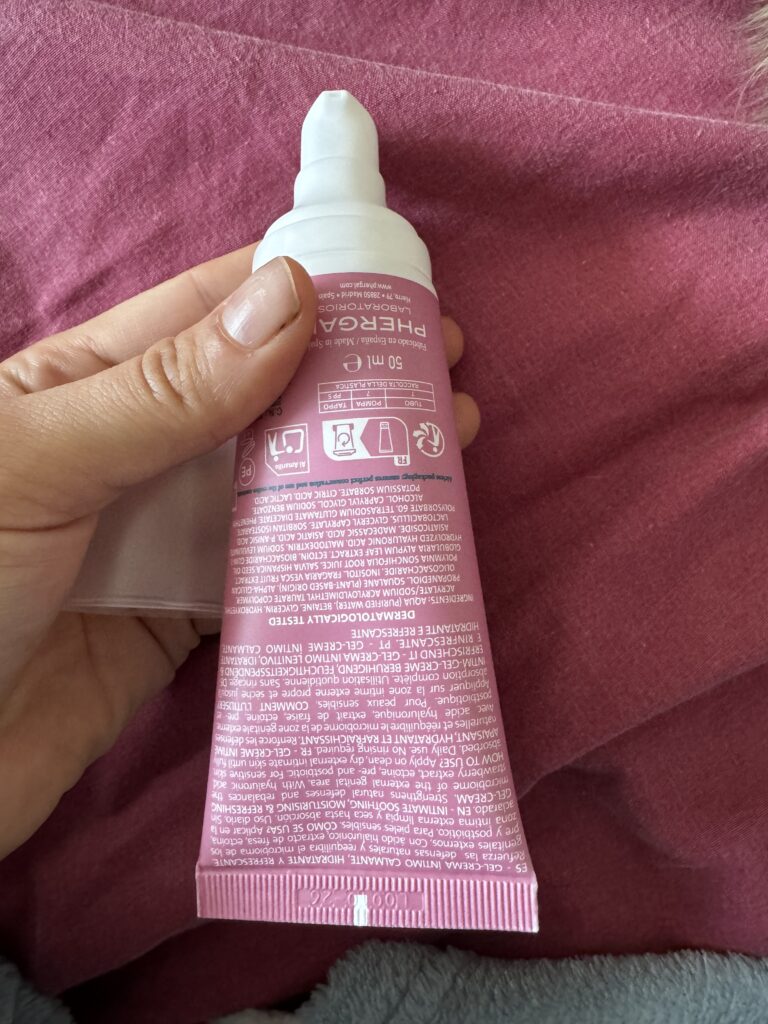 ES - GEL-CREMA ÍNTIMO CALMANTE, HIDRATANTE Y REFRESCANTE.
Refuerza las defensas naturales y reequilibra el microbioma de los
genitales externos. Con ácido hialurónico, extracto de fresa, ectoína,
pre y postbiótico. Para pieles sensibles. CÓMO SE USA? Aplicar en la
zona íntima externa limpia y seca hasta absorción. Uso diario. Sin
aclarado. EN. INTIMATE SOOTHING, MOISTURISING & REFRESHING
GEL-CREAM. Strengthens natural defenses and rebalances the
microbiome of the external genital area. With hyaluronic acid,
strawberry extract, ectoine, pre- and postbiotic. For sensitive skin.
HOW TO USE? Apply on clean, dry external intimate skin until fully
absorbed. Daily use. No rinsing required. FR - GEL-CRÈME INTIME
APAISANT, HYDRATANT ET RAFRAÎCHISSANT. Renforce les défenses
naturelles et rééquilibre le microbiome de la zone génitale externe.
Avec acide hyaluronique, extrait de fraise, ectoïne, pré- et
postbiotique. Pour peaux sensibles. COMMENT L'UTILISER?
Appliquer sur la zone intime externe propre et sèche jusqu'à
absorption complète. Utilisation quotidienne. Sans rinçage. DE.
INTIM-GEL-CREME BERUHIGEND, FEUCHTIGKEITSSPENDEND &
ERFRISCHEND IT - GEL-CREMA INTIMO LENITIVO, IDRATANTE
E RINFRESCANTE. PT. GEL-CREME ÍNTIMO CALMANTE,
HIDRATANTE E REFRESCANTE
DERMATOLOGICALLY TESTED
INGREDIENTS: AQUA (PURIFIED WATER), BETAINE, GLYCERIN, HYDROXYETHYL
ACRYLATE/SODIUM ACRYLOYLDIMETHYL TAURATE COPOLYMER,
PROPANEDIOL, SQUALANE (PLANT-BASED ORIGIN), ALPHA-GLUCAN
OLIGOSACCHARIDE, INOSITOL, FRAGARIA VESCA FRUIT EXTRACT,
POLYMNIA SONCHIFOLIA ROOT JUICE, SALVIA HISPANICA SEED OIL,
GLOBULARIA ALYPUM LEAF EXTRACT, ECTOIN, BIOSACCHARIDE GUM-1,
HYDROLYZED HYALURONIC ACID, MALTODEXTRIN, SODIUM LEVULINATE,
ASIATICOSIDE, MADECASSIC ACID, ASIATIC ACID, P-ANISIC ACID,
LACTOBACILLUS, GLYCERYL CAPRYLATE, SORBITAN ISOSTEARATE,
POLYSORBATE 60, TETRASODIUM GLUTAMATE DIACETATE, PHENETHYL
ALCOHOL, CAPRYLYL GLYCOL, SODIUM BENZOATE,
POTASSIUM SORBATE, CITRIC ACID, LACTIC ACID.
Airless packaging: ensures perfect conservation and use of the entire content.
FR
Al Amarillo
PE
TUBO POMPA TAPPO
7 7 PP 5
RACCOLTA DELLA PLASTICA
50 ml e
Fabricado en España / Made in Spain
PHERGAL
LABORATORIOS
Hierro, 79 • 28850 Madrid • Spain
www.phergal.com